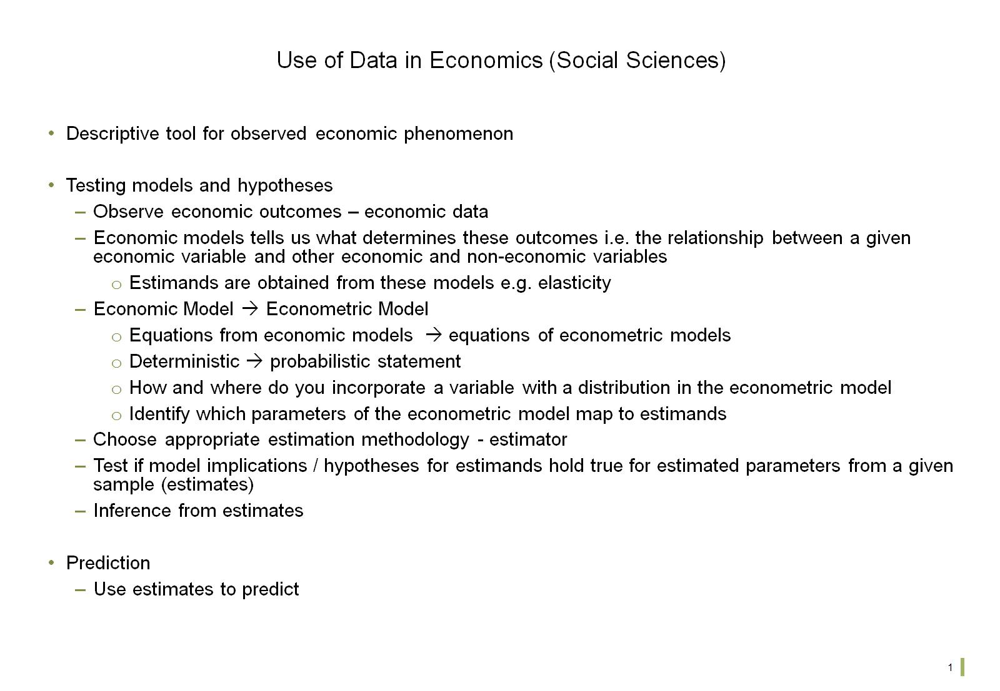 Use of Data in Economics (Social Sciences)
• Descriptive tool for observed economic phenomenon
• Testing models and hypotheses
– Observe economic outcomes – economic data
– Economic models tells us what determines these outcomes i.e. the relationship between a given
economic variable and other economic and non-economic variables
o Estimands are obtained from these models e.g. elasticity
– Economic Model → Econometric Model
o Equations from economic models → equations of econometric models
o Deterministic → probabilistic statement
o How and where do you incorporate a variable with a distribution in the econometric model
o Identify which parameters of the econometric model map to estimands
– Choose appropriate estimation methodology - estimator
– Test if model implications / hypotheses for estimands hold true for estimated parameters from a given
sample (estimates)
– Inference from estimates
• Prediction
– Use estimates to predict
1